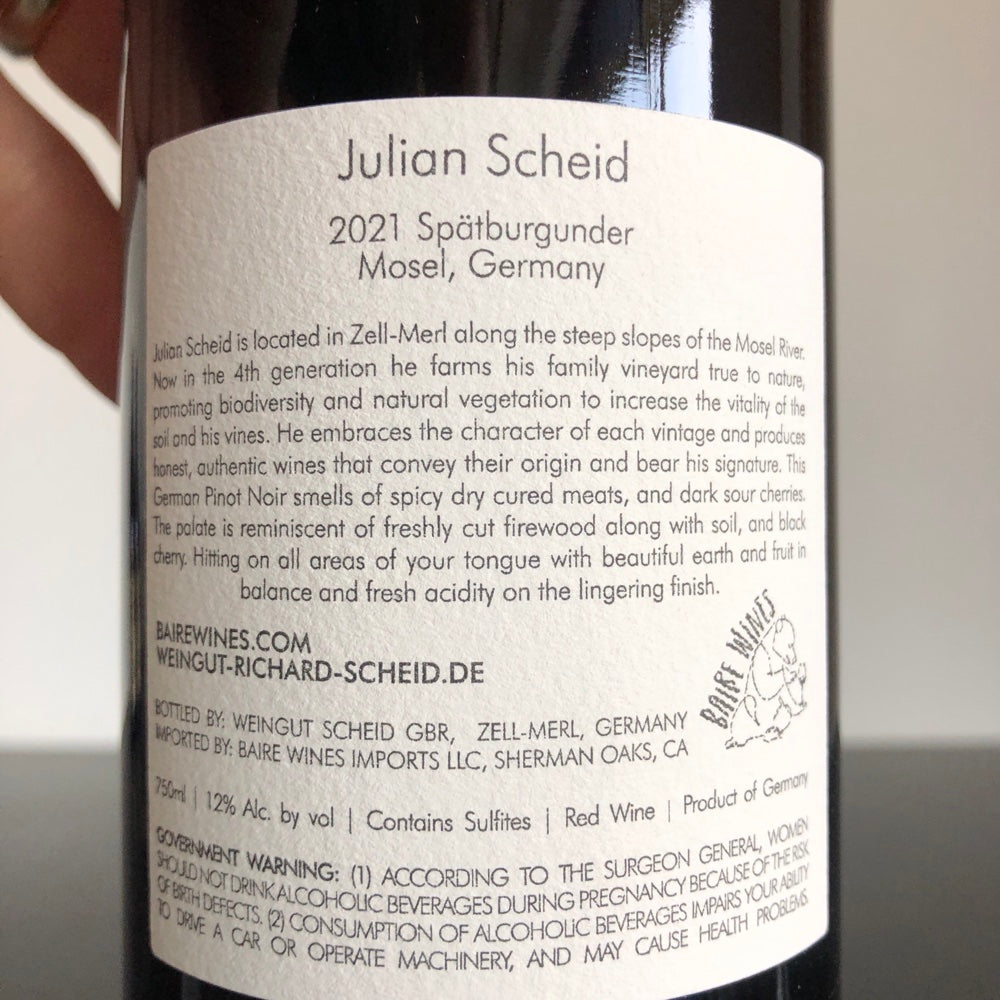 Julian Scheid
2021 Spätburgunder
Mosel, Germany
Julian Scheid is located in Zell-Merl along the steep slopes of the Mosel River.
Now in the 4th generation he farms his family vineyard true to nature,
promoting biodiversity and natural vegetation to increase the vitality of the
soil and his vines. He embraces the character of each vintage and produces
honest, authentic wines that convey their origin and bear his signature. This
German Pinot Noir smells of spicy dry cured meats, and dark sour cherries.
The palate is reminiscent of freshly cut firewood along with soil, and black
cherry. Hitting on all areas of your tongue with beautiful earth and fruit in
balance and fresh acidity on the lingering finish.
BAIREWINES.COM
WEINGUT-RICHARD-SCHEID.DE
BAIRE WINES
BOTTLED BY: WEINGUT SCHEID GBR, ZELL-MERL, GERMANY
IMPORTED BY: BAIRE WINES IMPORTS LLC, SHERMAN OAKS, CA
750ml | 12% Alc. by vol | Contains Sulfites | Red Wine | Product of Germany
GOVERNMENT WARNING: (1) ACCORDING TO THE SURGEON GENERAL, WOMEN
SHOULD NOT DRINK ALCOHOLIC BEVERAGES DURING PREGNANCY BECAUSE OF THE RISK
OF BIRTH DEFECTS. (2) CONSUMPTION OF ALCOHOLIC BEVERAGES IMPAIRS YOUR ABILITY
TO DRIVE A CAR OR OPERATE MACHINERY, AND MAY CAUSE HEALTH PROBLEMS.